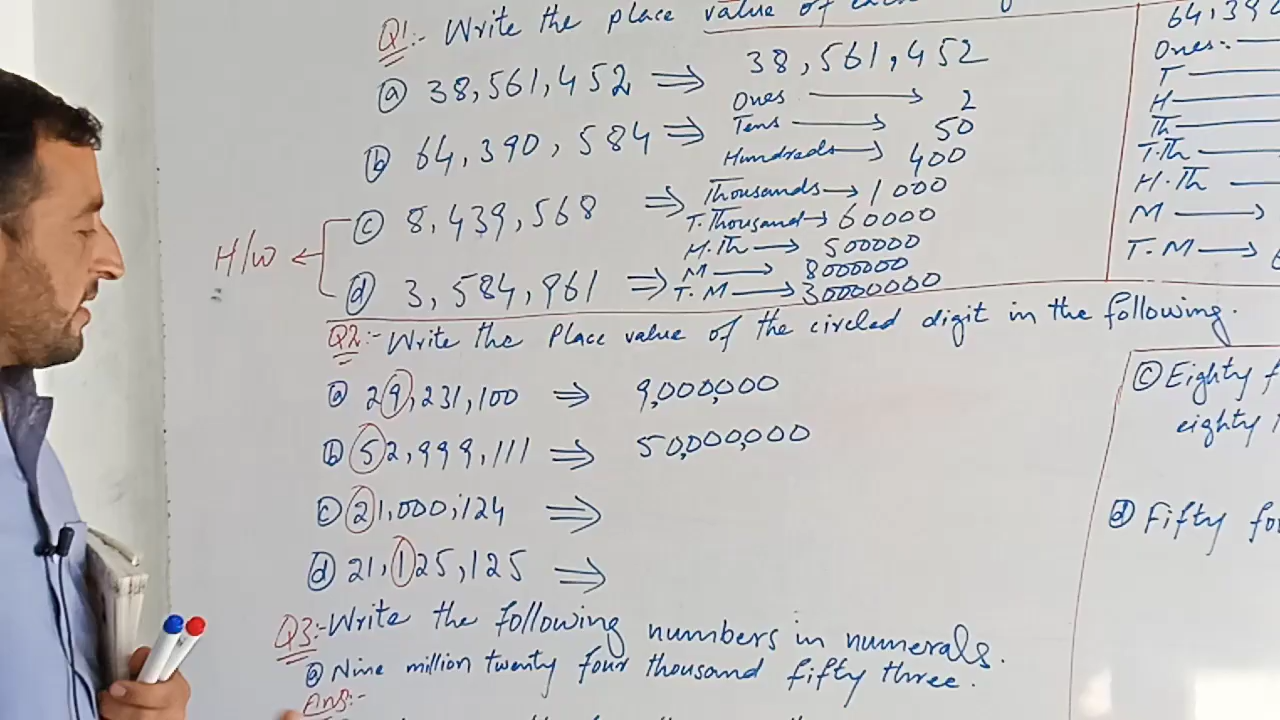 Q1:- Write the place value of each
(a) 38,561,452 ⇒ 38,561,452
Ones → 2
Tens → 50
(b) 64,390,584 ⇒ Hundreds → 400
Thousands → 1000
(c) 8,439,568 ⇒ T.Thousand → 60000
H/W
H.Th → 500000
M → 8000000
(d) 3,584,961 ⇒ T.M → 30000000
64,390
Ones:-
T
H
Th
T.Th
H.Th
M →
T.M →
Q2:- Write the Place value of the circled digit in the following.
(a) 29,231,100 ⇒ 9,000,000
(b) 52,999,111 ⇒ 50,000,000
(c) 21,000,124 ⇒
(d) 21,125,125 ⇒
Q3:- Write the following numbers in numerals.
(a) Nine million twenty four thousand fifty three.
Ans:-
(c) Eighty
eighty
(d) Fifty